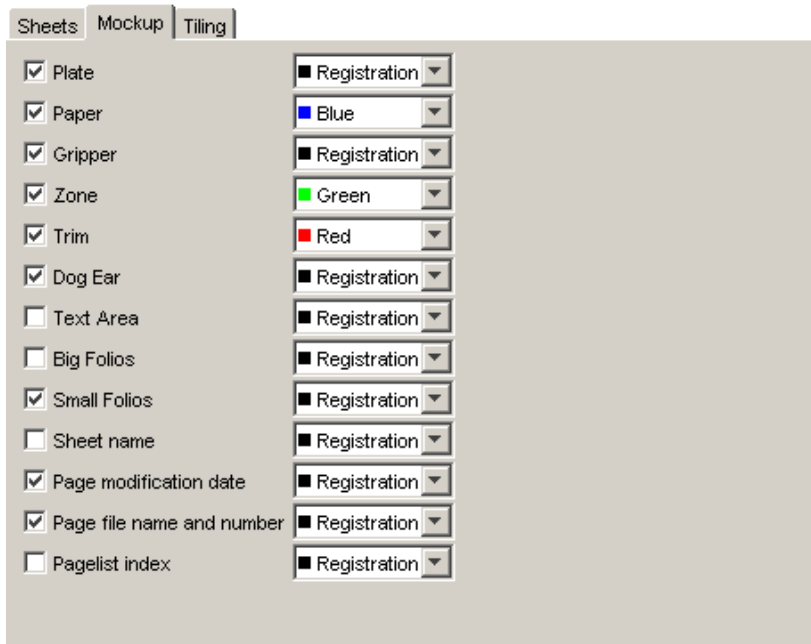 Sheets Mockup Tiling
Plate Registration
Paper Blue
Gripper Registration
Zone Green
Trim Red
Dog Ear Registration
Text Area Registration
Big Folios Registration
Small Folios Registration
Sheet name Registration
Page modification date Registration
Page file name and number Registration
Pagelist index Registration